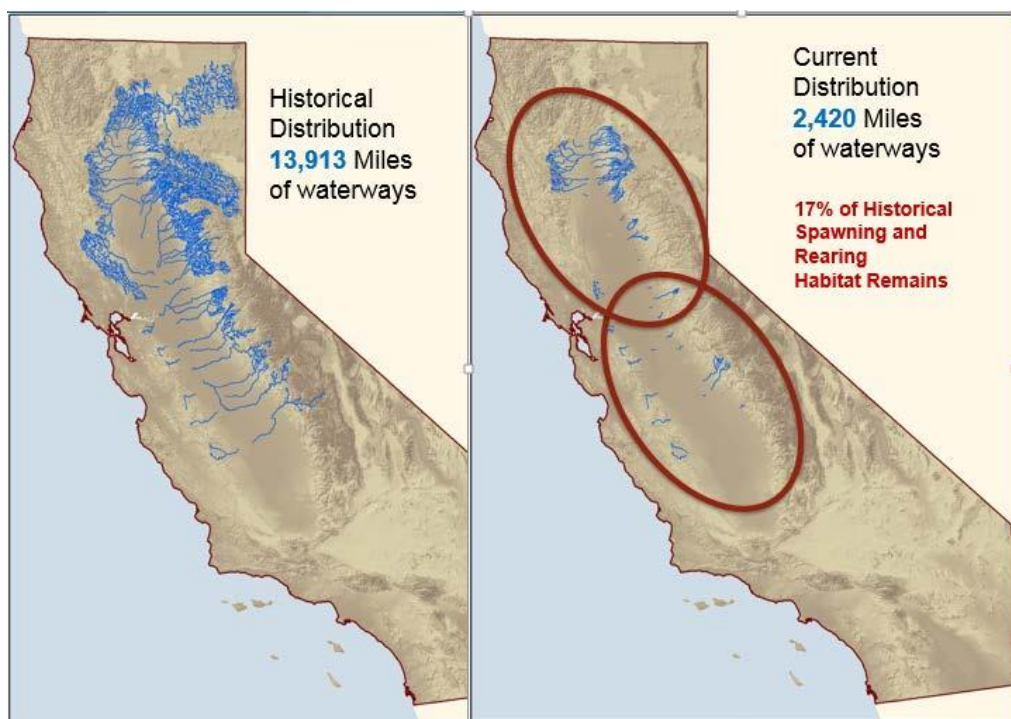 Historical
Distribution
13,913 Miles
of waterways
Current
Distribution
2,420 Miles
of waterways
17% of Historical
Spawning and
Rearing
Habitat Remains